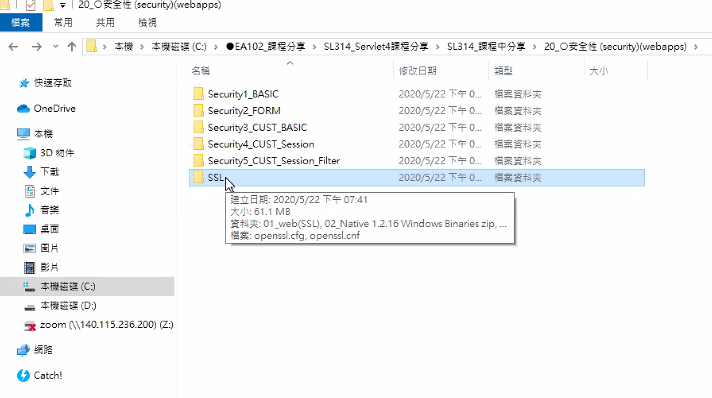 20_○安全性 (security)(webapps)
檔案 常用 共用 檢視
本機 › 本機磁碟 (C:) › ●EA102_課程分享 › SL314_Servlet4課程分享 › SL314_課程中分享 › 20_○安全性 (security)(webapps) ›
名稱 修改日期 類型 大小
快速存取
OneDrive
本機
3D 物件
下載
文件
音樂
桌面
圖片
影片
本機磁碟 (C:)
本機磁碟 (D:)
zoom (\\140.115.236.200) (Z:)
網路
Catch!
Security1_BASIC 2020/5/22 下午 0... 檔案資料夾
Security2_FORM 2020/5/22 下午 0... 檔案資料夾
Security3_CUST_BASIC 2020/5/22 下午 0... 檔案資料夾
Security4_CUST_Session 2020/5/22 下午 0... 檔案資料夾
Security5_CUST_Session_Filter 2020/5/22 下午 0... 檔案資料夾
SSL 2020/5/22 下午 0... 檔案資料夾
建立日期: 2020/5/22 下午 07:41
大小: 61.1 MB
資料夾: 01_web(SSL), 02_Native 1.2.16 Windows Binaries zip, ...
檔案: openssl.cfg, openssl.cnf